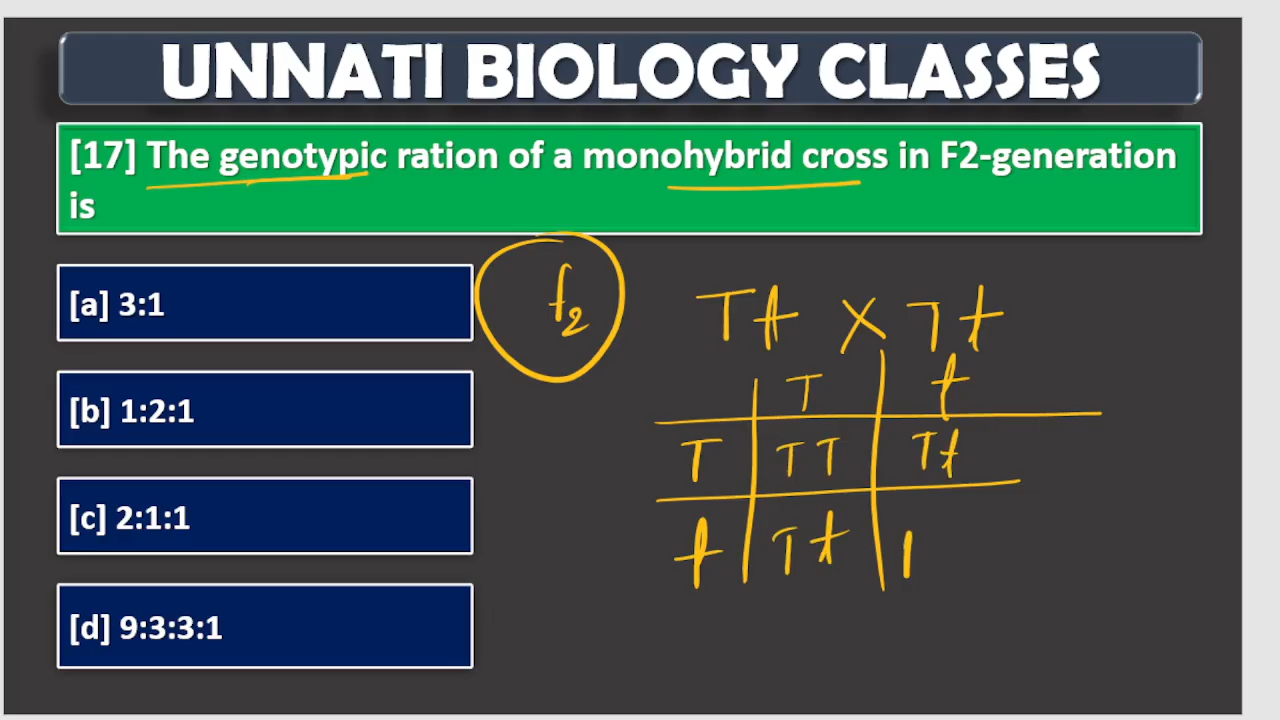 UNNATI BIOLOGY CLASSES
[17] The genotypic ration of a monohybrid cross in F2-generation
is
[a] 3:1
[b] 1:2:1
[c] 2:1:1
[d] 9:3:3:1
f2
Tt X Tt
T t
T TT Tt
t Tt